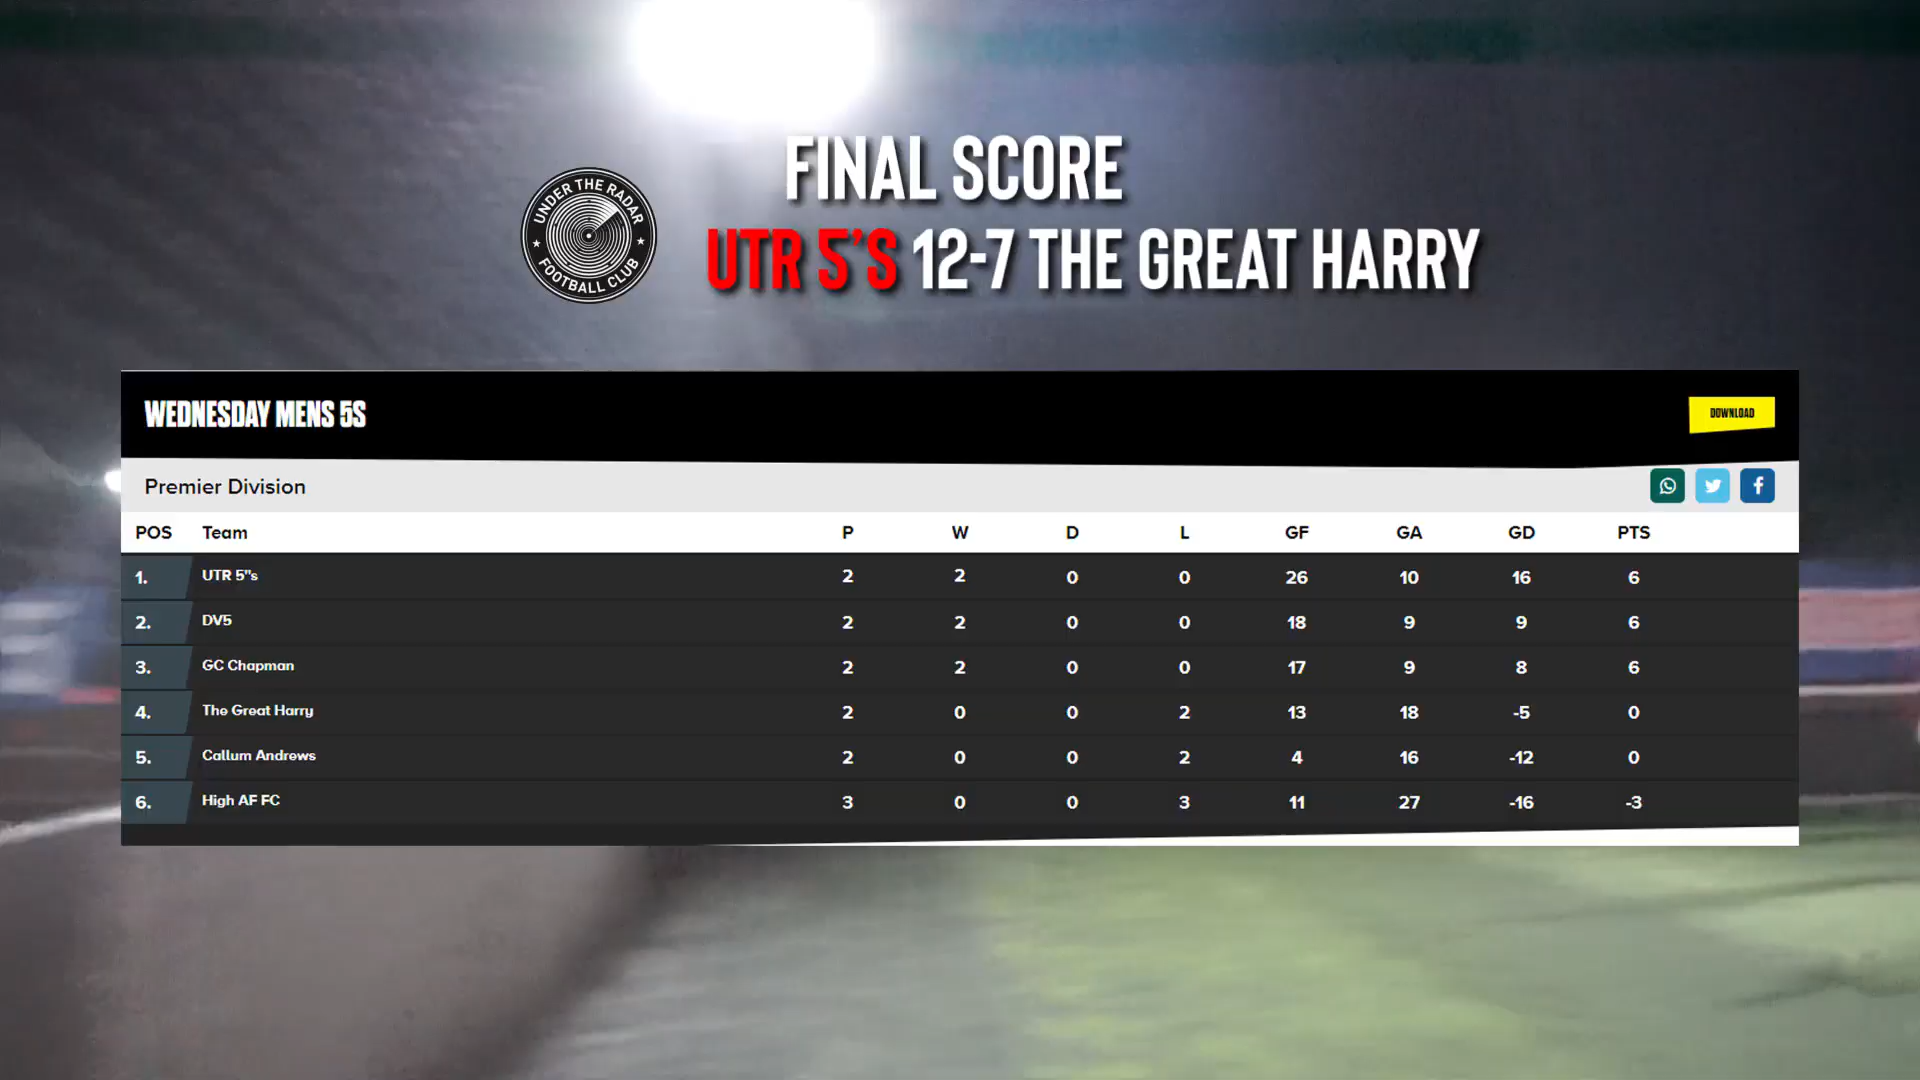 FINAL SCORE
UNDER THE RADAR
FOOTBALL CLUB
UTR 5'S 12-7 THE GREAT HARRY
WEDNESDAY MENS 5S
DOWNLOAD
Premier Division
POS Team P W D L GF GA GD PTS
1. UTR 5"s 2 2 0 0 26 10 16 6
2. DV5 2 2 0 0 18 9 9 6
3. GC Chapman 2 2 0 0 17 9 8 6
4. The Great Harry 2 0 0 2 13 18 -5 0
5. Callum Andrews 2 0 0 2 4 16 -12 0
6. High AF FC 3 0 0 3 11 27 -16 -3